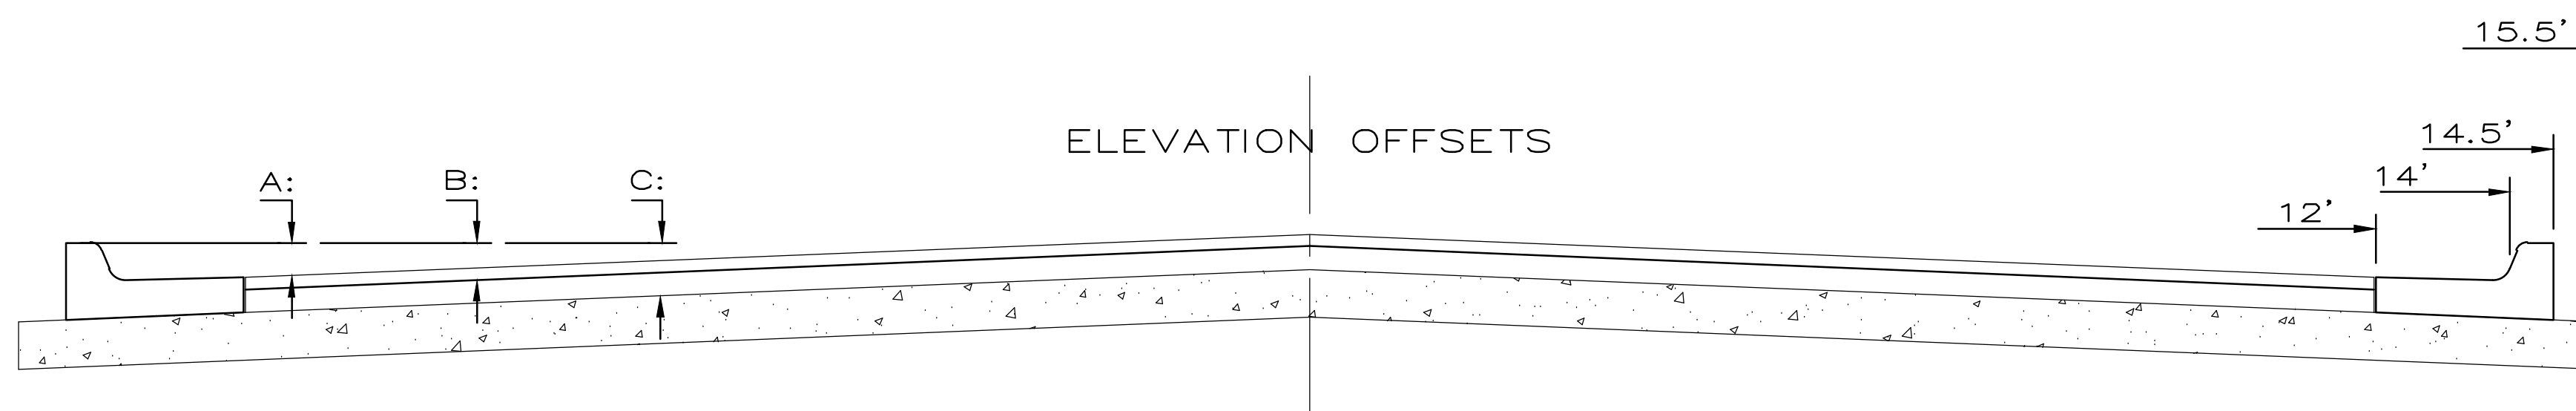 15.5'
ELEVATION OFFSETS
14.5'
14'
A: B: C:
12'